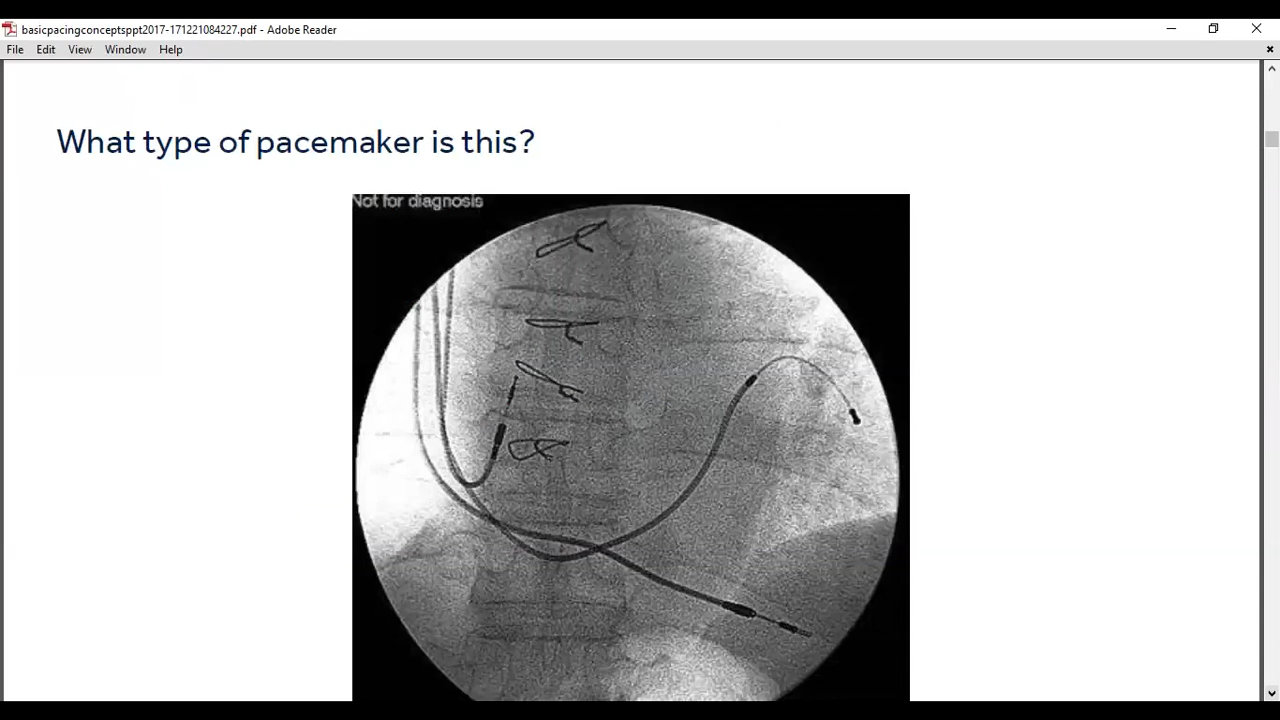 basicpacingconceptsppt2017-171221084227.pdf - Adobe Reader
File Edit View Window Help
What type of pacemaker is this?
Not for diagnosis